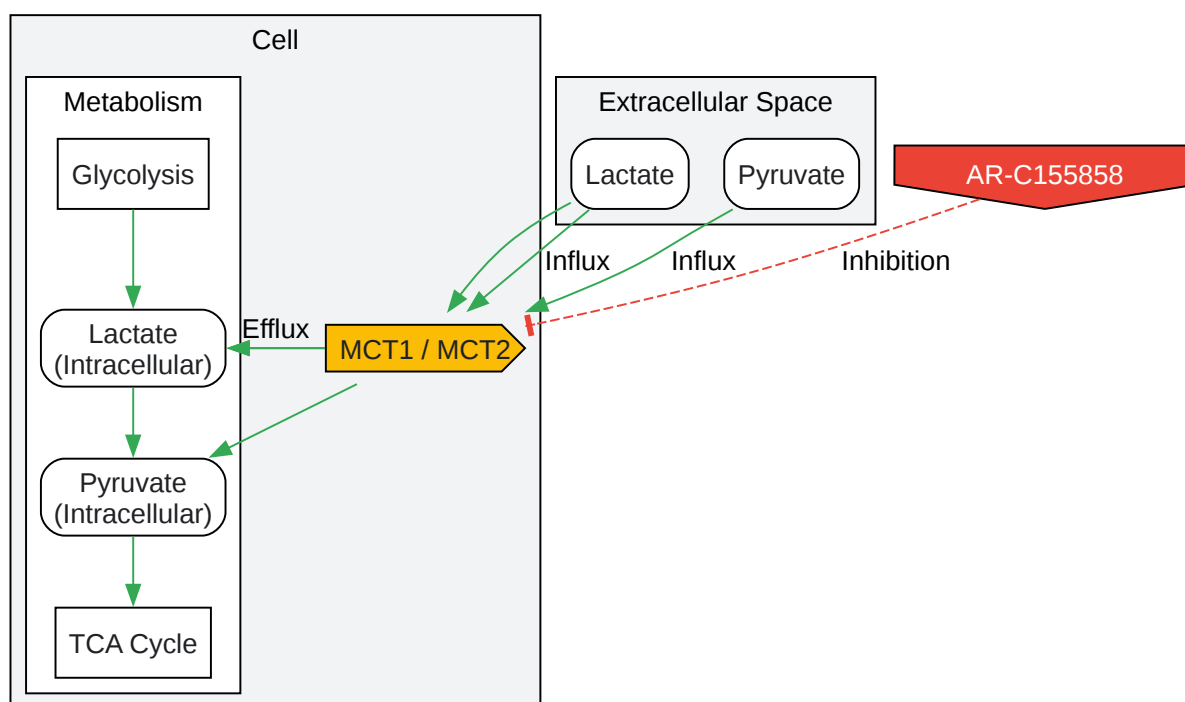 Cell
Metabolism
Extracellular Space
Glycolysis
Lactate
Pyruvate
AR-C155858
Influx
Influx
Inhibition
Lactate
(Intracellular)
Efflux
MCT1 / MCT2
Pyruvate
(Intracellular)
TCA Cycle